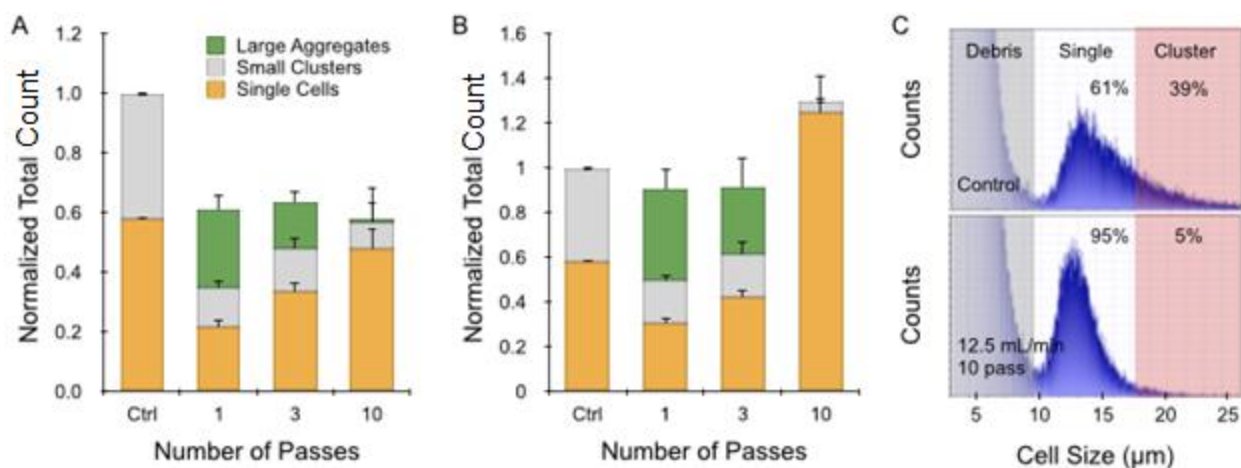 A
Normalized Total Count
1.2
1.0
0.8
0.6
0.4
0.2
0.0
Large Aggregates
Small Clusters
Single Cells
Ctrl 1 3 10
Number of Passes
B
Normalized Total Count
1.6
1.4
1.2
1
0.8
0.6
0.4
0.2
0
Ctrl 1 3 10
Number of Passes
C
Counts
Debris Single Cluster
61% 39%
Control
Counts
95% 5%
12.5 mL/min
10 pass
5 10 15 20 25
Cell Size (μm)